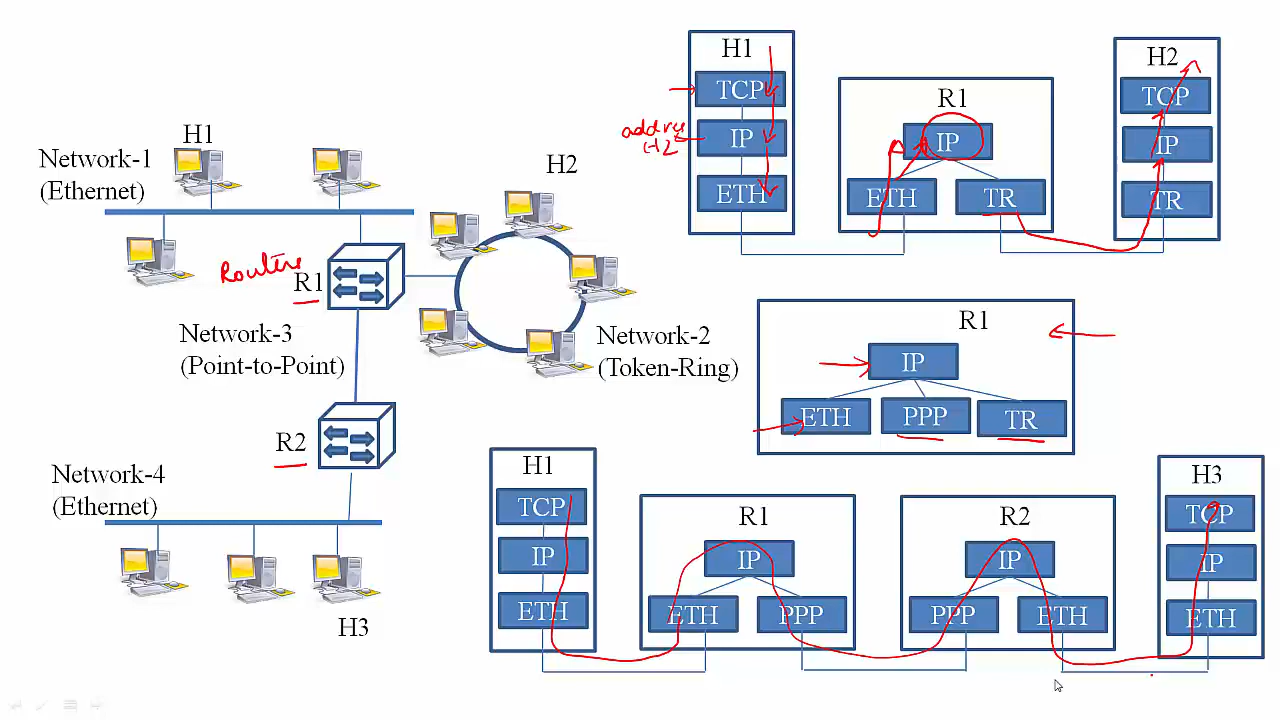 H1
Network-1
(Ethernet)
H2
Router
R1
Network-3
(Point-to-Point)
Network-2
(Token-Ring)
R2
Network-4
(Ethernet)
H3
H1
TCP
addre
H2
IP
ETH
R1
IP
ETH
TR
H2
TCP
IP
TR
R1
IP
ETH
PPP
TR
H1
TCP
IP
ETH
R1
IP
ETH
PPP
R2
IP
PPP
ETH
H3
TCP
IP
ETH